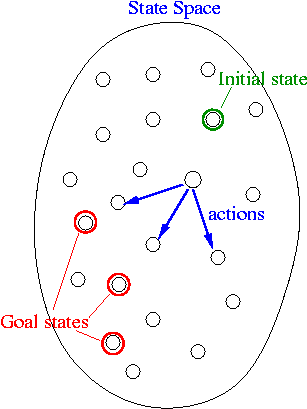 State Space
Initial state
actions
Goal states